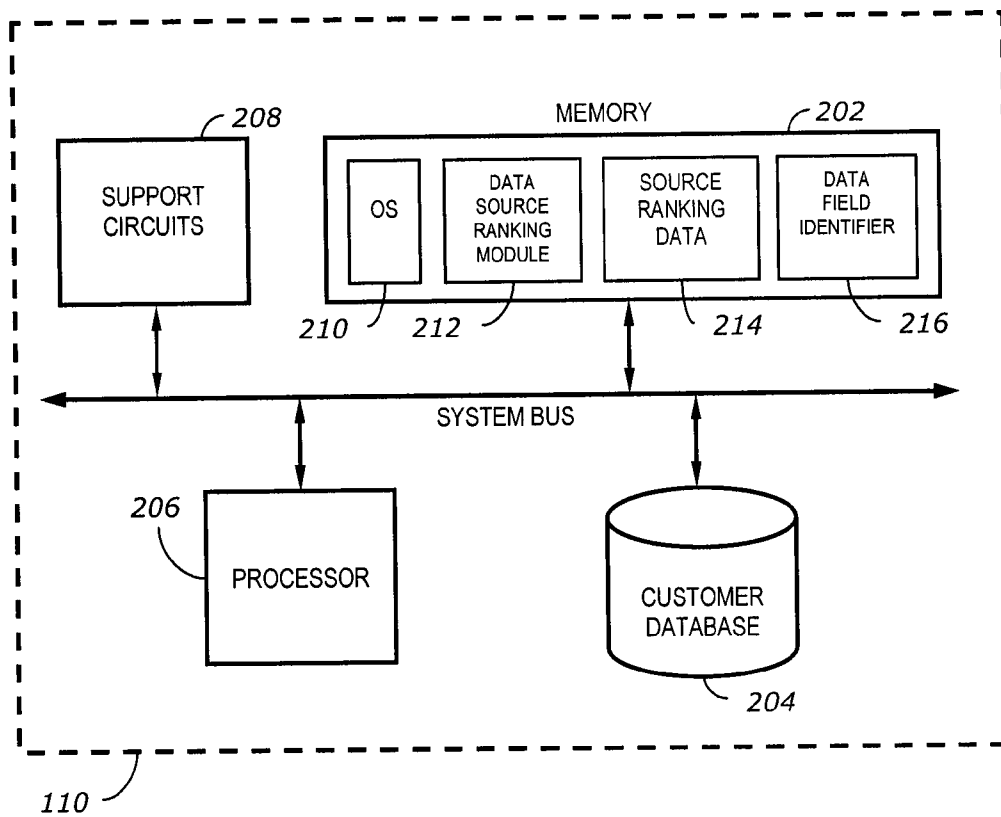 208
MEMORY
202
SUPPORT
CIRCUITS
OS
DATA
SOURCE
RANKING
MODULE
SOURCE
RANKING
DATA
DATA
FIELD
IDENTIFIER
210
212
214
216
SYSTEM BUS
206
PROCESSOR
CUSTOMER
DATABASE
204
110